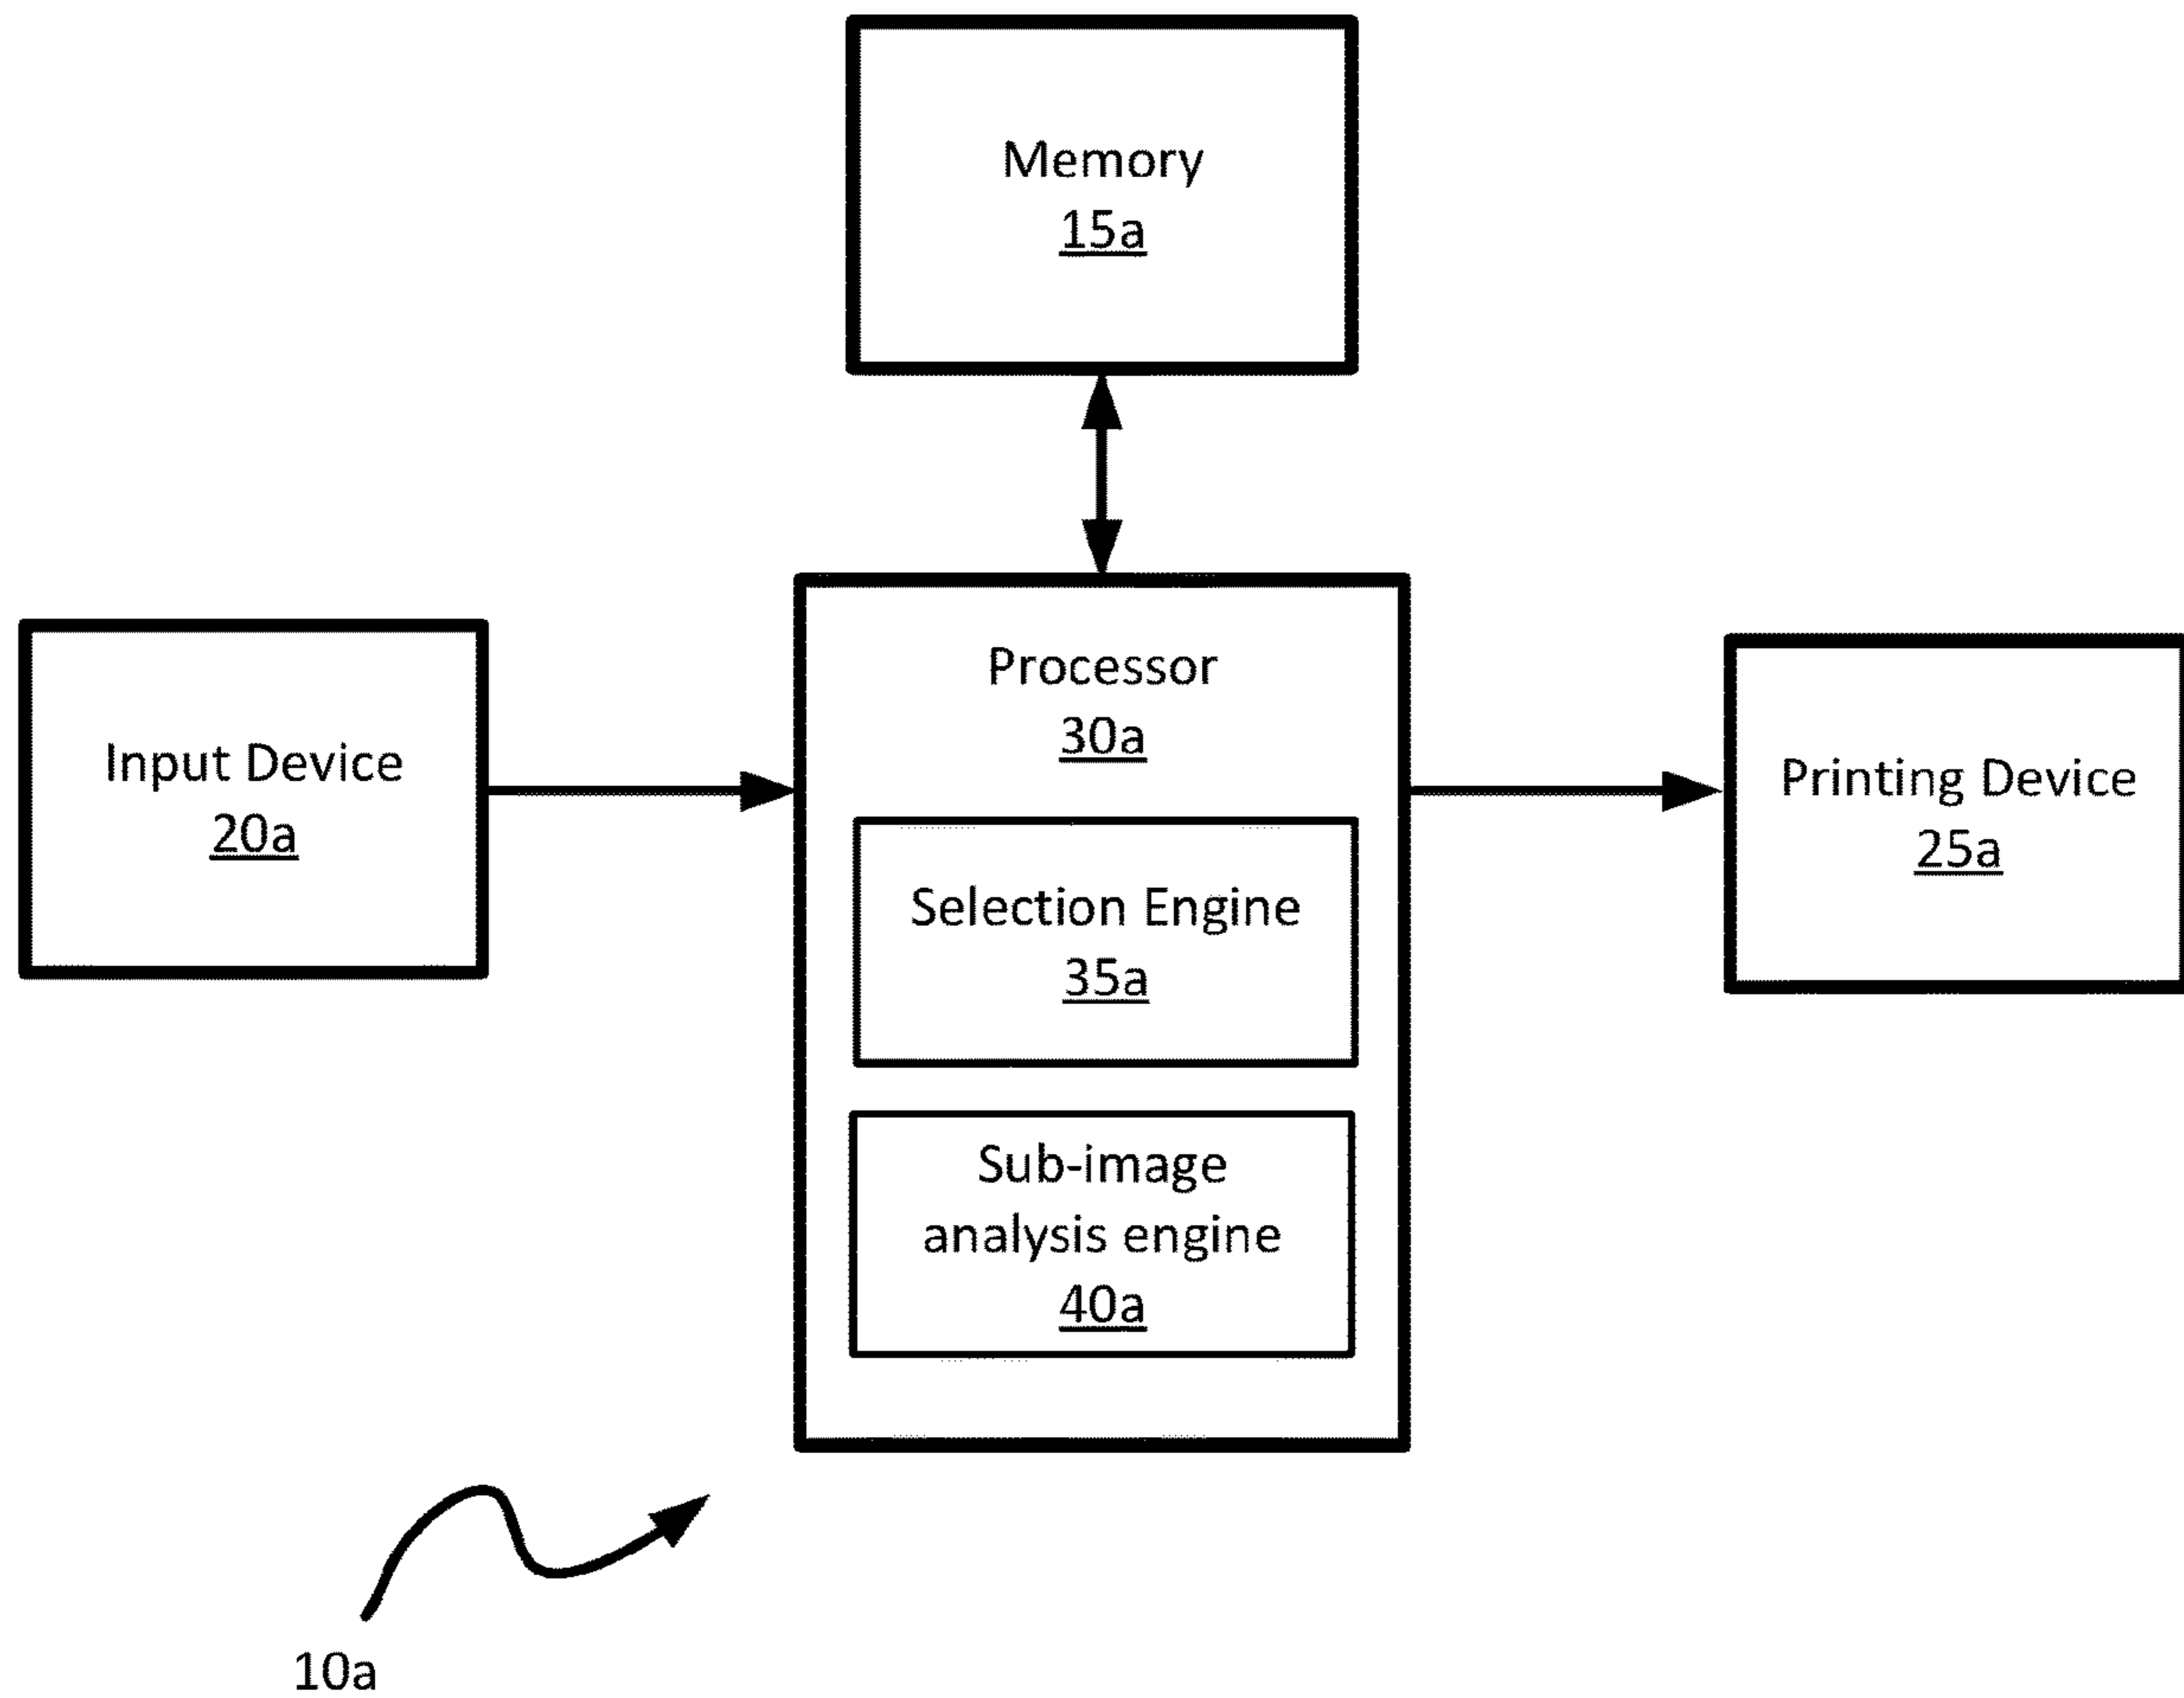 Memory
15a
Input Device
20a
Processor
30a
Selection Engine
35a
Sub-image
analysis engine
40a
Printing Device
25a
10a